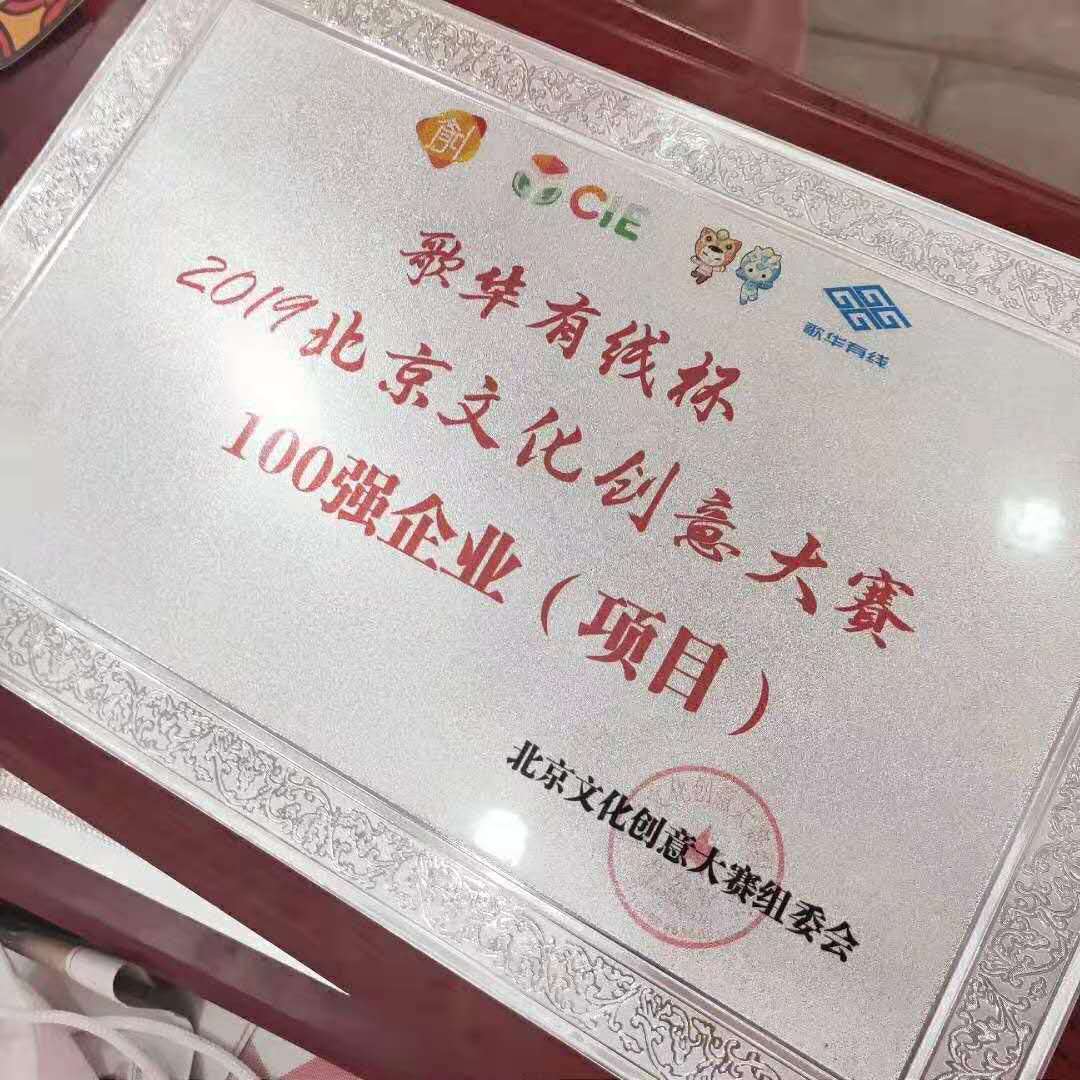 創
CIE
歌华有线
歌华有线杯
2019北京文化创意大赛
100强企业（项目）
北京文化创意大赛组委会